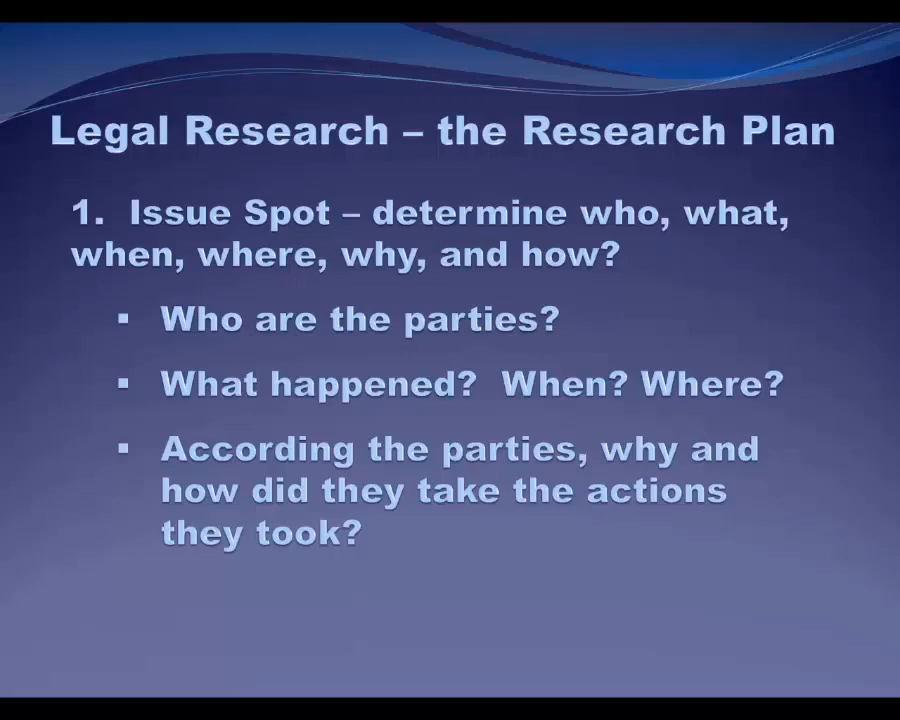 Legal Research – the Research Plan
1. Issue Spot – determine who, what,
when, where, why, and how?
▪ Who are the parties?
▪ What happened? When? Where?
▪ According the parties, why and
how did they take the actions
they took?